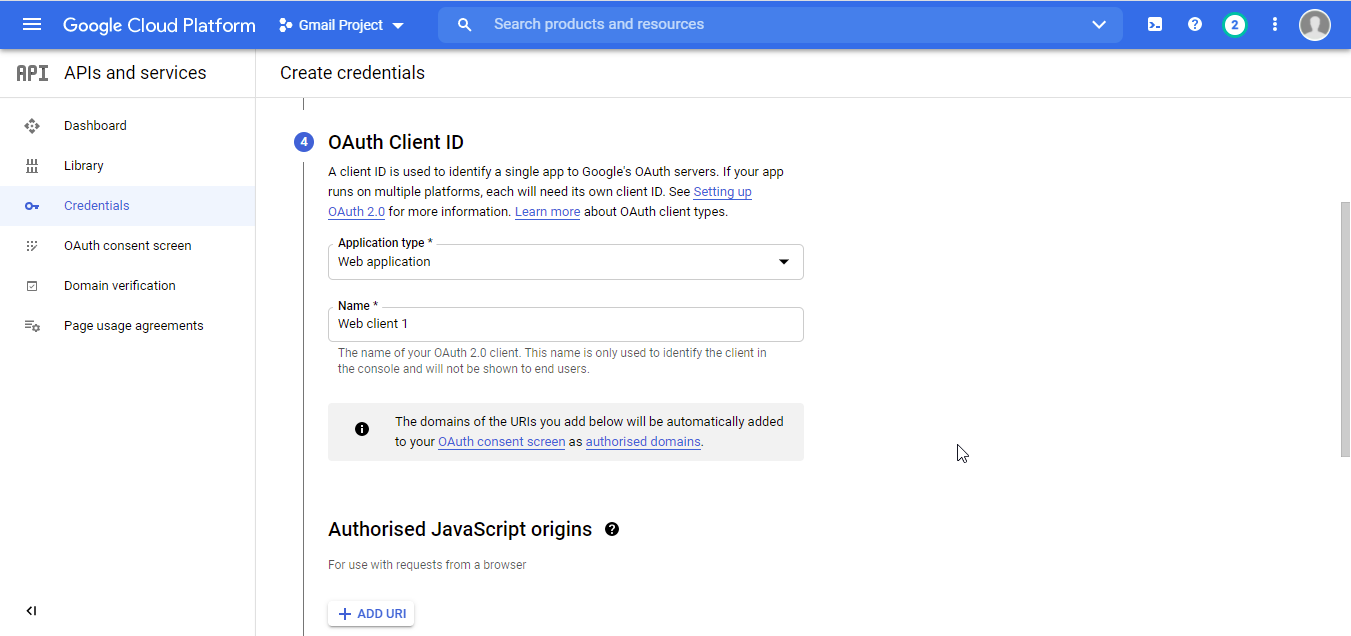 Google Cloud Platform
Gmail Project
Search products and resources
2
API APIs and services
Create credentials
Dashboard
Library
Credentials
OAuth consent screen
Domain verification
Page usage agreements
4 OAuth Client ID
A client ID is used to identify a single app to Google's OAuth servers. If your app
runs on multiple platforms, each will need its own client ID. See Setting up
OAuth 2.0 for more information. Learn more about OAuth client types.
Application type *
Web application
Name *
Web client 1
The name of your OAuth 2.0 client. This name is only used to identify the client in
the console and will not be shown to end users.
The domains of the URIs you add below will be automatically added
to your OAuth consent screen as authorised domains.
Authorised JavaScript origins
For use with requests from a browser
+ ADD URI